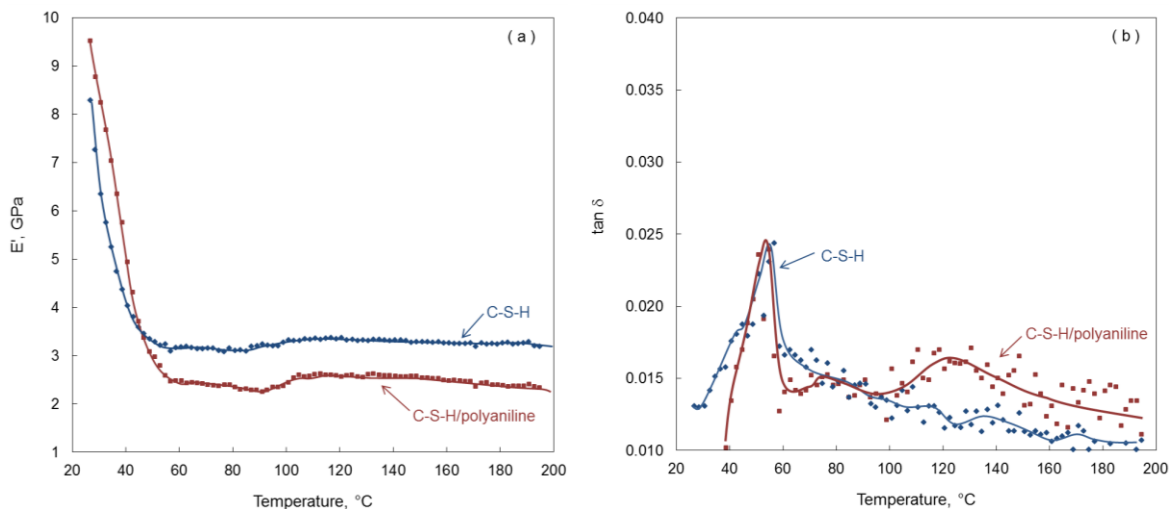 ( a )
10
9
8
7
6
5
4
3
2
1
E', GPa
C-S-H
C-S-H/polyaniline
20 40 60 80 100 120 140 160 180 200
Temperature, °C
( b )
0.040
0.035
0.030
0.025
0.020
0.015
0.010
tan δ
C-S-H
C-S-H/polyaniline
20 40 60 80 100 120 140 160 180 200
Temperature, °C